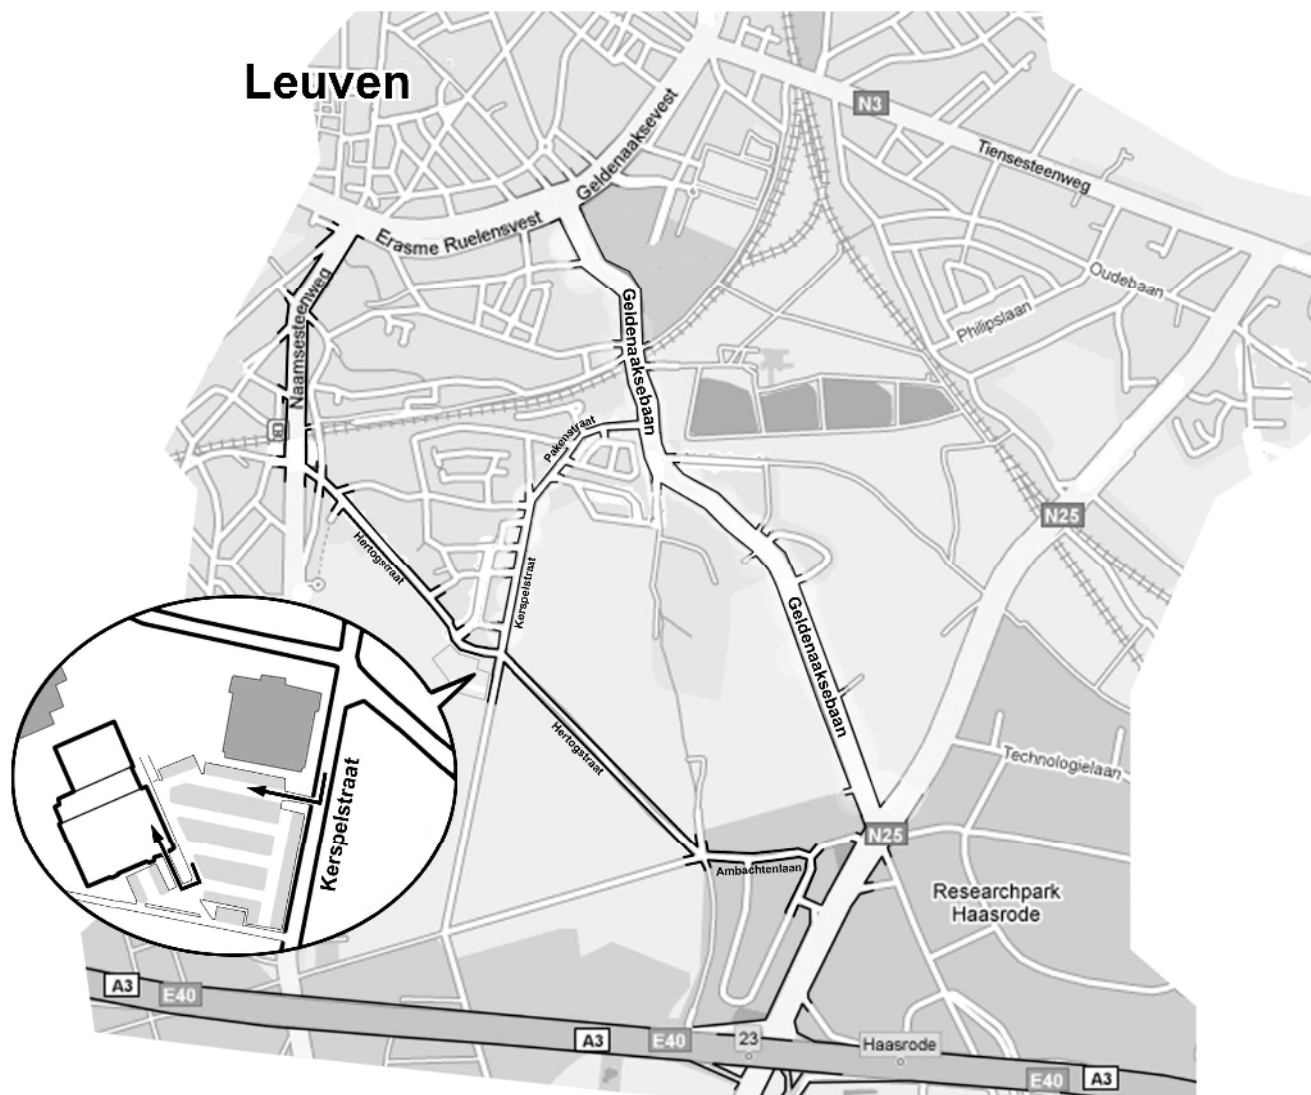 Leuven
N3
Geldenaaksevest
Tiensesteenweg
Erasme Ruelensvest
Oudebaan
Naamsesteenweg
Geldenaaksebaan
Philipslaan
Pakenstraat
N25
Hertogstraat
Kerspelstraat
Geldenaaksebaan
Hertogstraat
Technologielaan
Kerspelstraat
N25
Ambachtenlaan
Researchpark
Haasrode
A3
E40
A3
E40
23
Haasrode
E40
A3